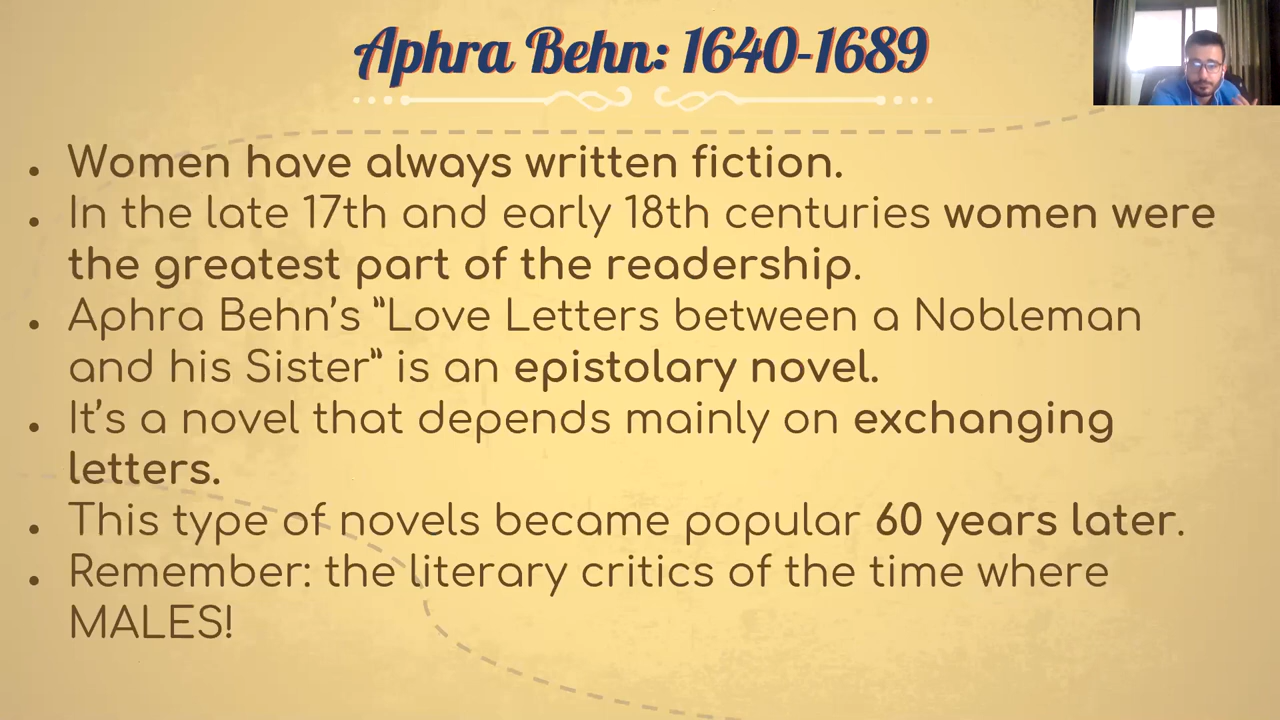 Aphra Behn: 1640-1689
• Women have always written fiction.
• In the late 17th and early 18th centuries women were
the greatest part of the readership.
• Aphra Behn’s ”Love Letters between a Nobleman
and his Sister” is an epistolary novel.
• It’s a novel that depends mainly on exchanging
letters.
• This type of novels became popular 60 years later.
• Remember: the literary critics of the time where
MALES!